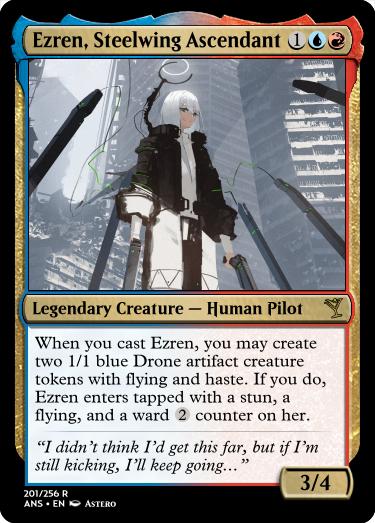 Ezren, Steelwing Ascendant 1
Legendary Creature — Human Pilot
When you cast Ezren, you may create
two 1/1 blue Drone artifact creature
tokens with flying and haste. If you do,
Ezren enters tapped with a stun, a
flying, and a ward 2 counter on her.
“I didn’t think I’d get this far, but if I’m
still kicking, I’ll keep going…”
3/4
201/256 R
ANS • EN Astero